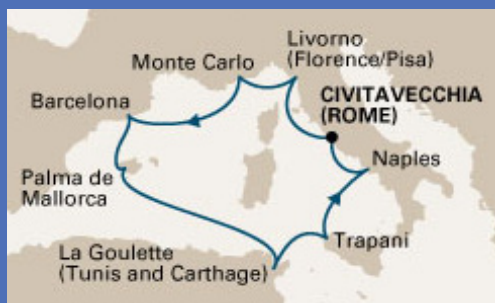 Livorno
(Florence/Pisa)
Monte Carlo
CIVITAVECCHIA
(ROME)
Barcelona
Naples
Palma de
Mallorca
Trapani
La Goulette
(Tunis and Carthage)